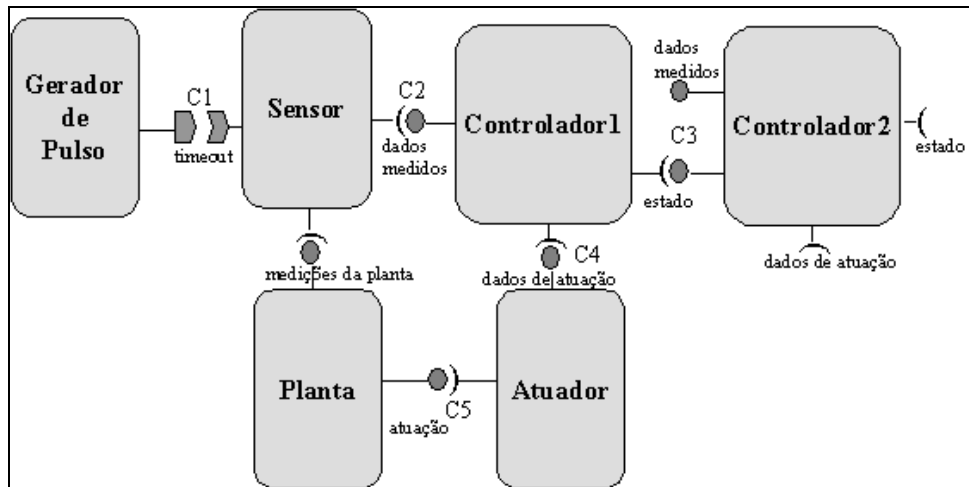 Gerador
de
Pulso
C1
timeout
Sensor
C2
dados
medidos
Controlador1
dados
medidos
C3
estado
Controlador2
estado
medições da planta
C4
dados de atuação
dados de atuação
Planta
C5
atuação
Atuador